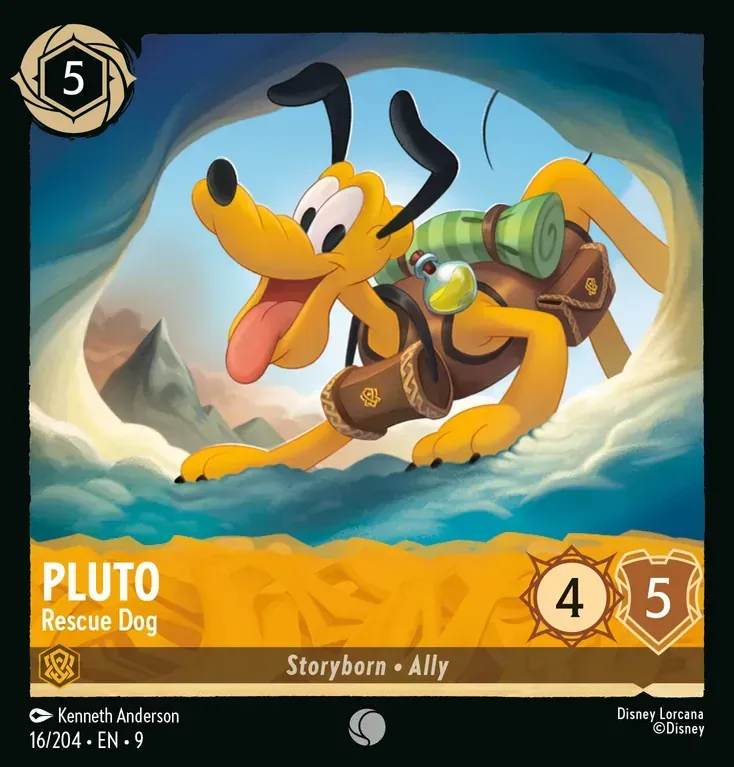 5
PLUTO
Rescue Dog
4
5
Storyborn • Ally
Kenneth Anderson
16/204 • EN • 9
Disney Lorcana
©Disney